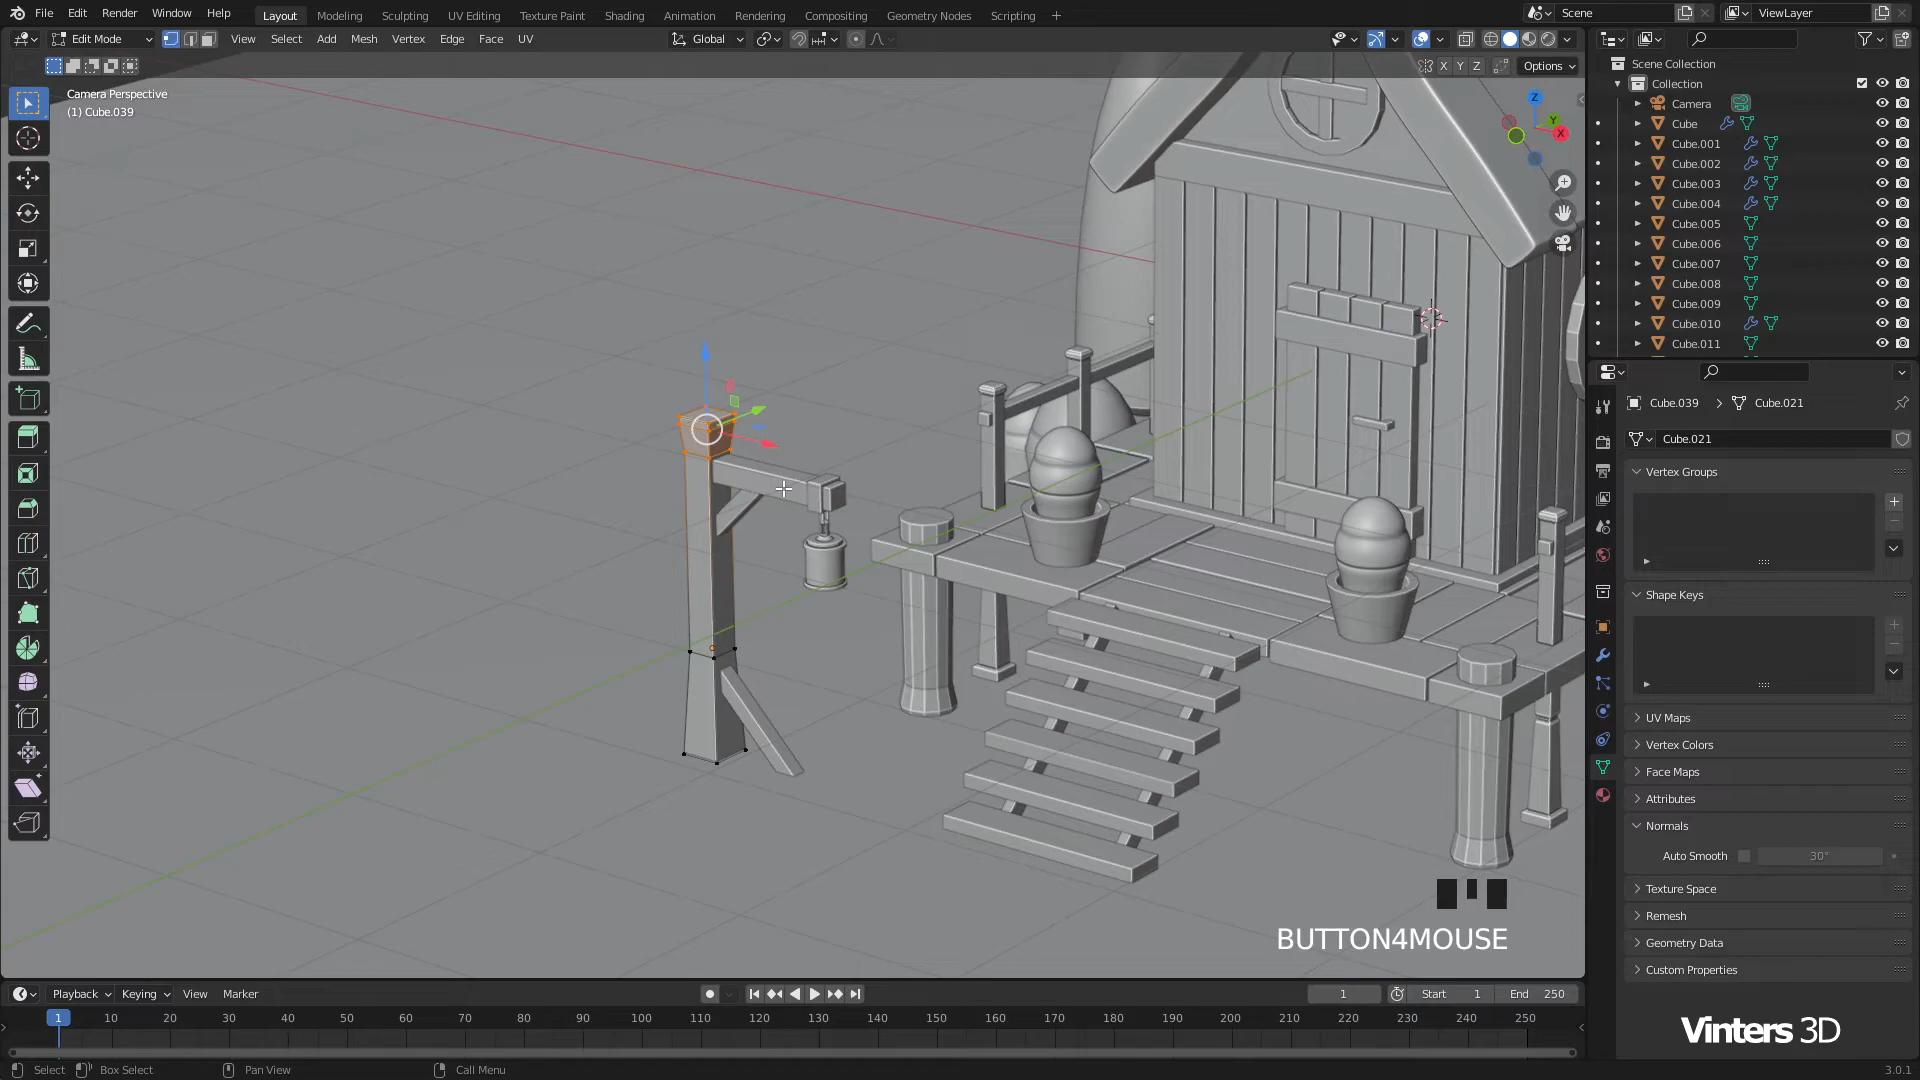 File Edit Render Window Help Layout Modeling Sculpting UV Editing Texture Paint Shading Animation Rendering Compositing Geometry Nodes Scripting + Scene ViewLayer
Edit Mode View Select Add Mesh Vertex Edge Face UV Global
X Y Z Options
Camera Perspective
(1) Cube.039
Z
Y
X
Scene Collection
Collection
Camera
Cube
Cube.001
Cube.002
Cube.003
Cube.004
Cube.005
Cube.006
Cube.007
Cube.008
Cube.009
Cube.010
Cube.011
Cube.039 > Cube.021
Cube.021
Vertex Groups
Shape Keys
UV Maps
Vertex Colors
Face Maps
Attributes
Normals
Auto Smooth 30°
Texture Space
Remesh
Geometry Data
Custom Properties
BUTTON4MOUSE
Playback Keying View Marker 1 Start 1 End 250
1 10 20 30 40 50 60 70 80 90 100 110 120 130 140 150 160 170 180 190 200 210 220 230 240 250
Vinters 3D
Select Box Select Pan View Call Menu 3.0.1